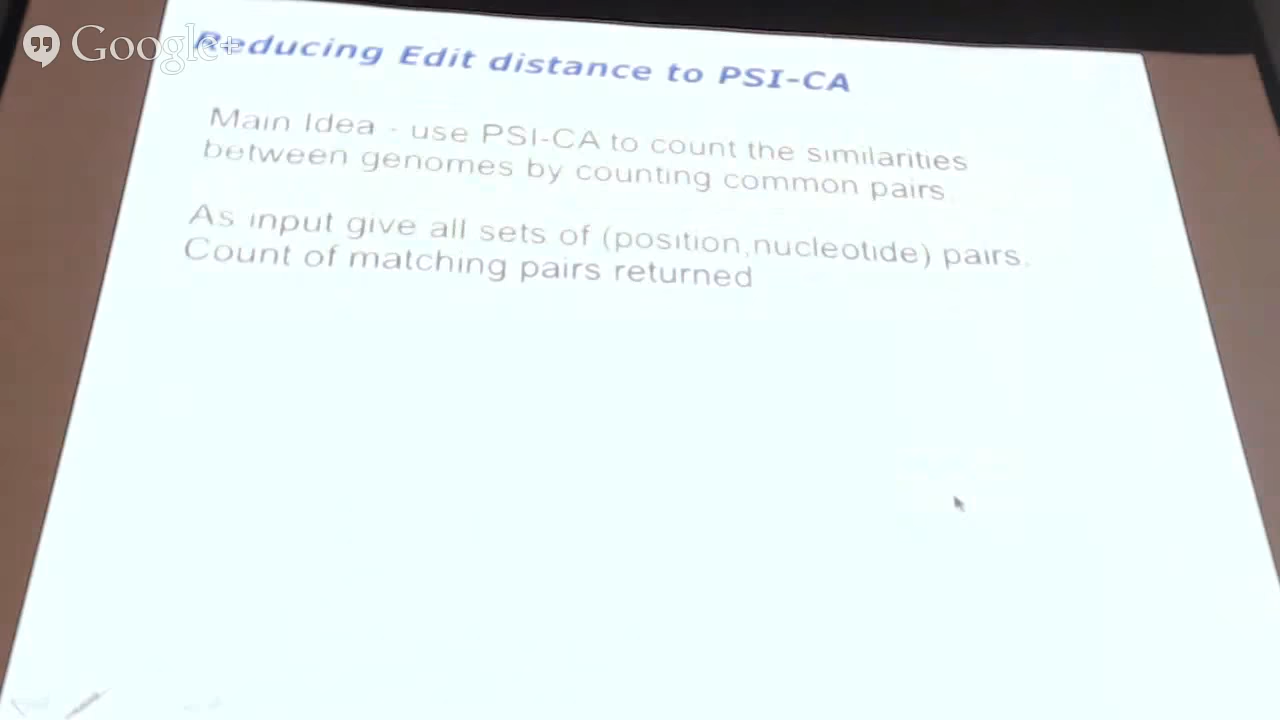 Google+
Reducing Edit distance to PSI-CA
Main Idea - use PSI-CA to count the similarities
between genomes by counting common pairs
As input give all sets of (position,nucleotide) pairs.
Count of matching pairs returned